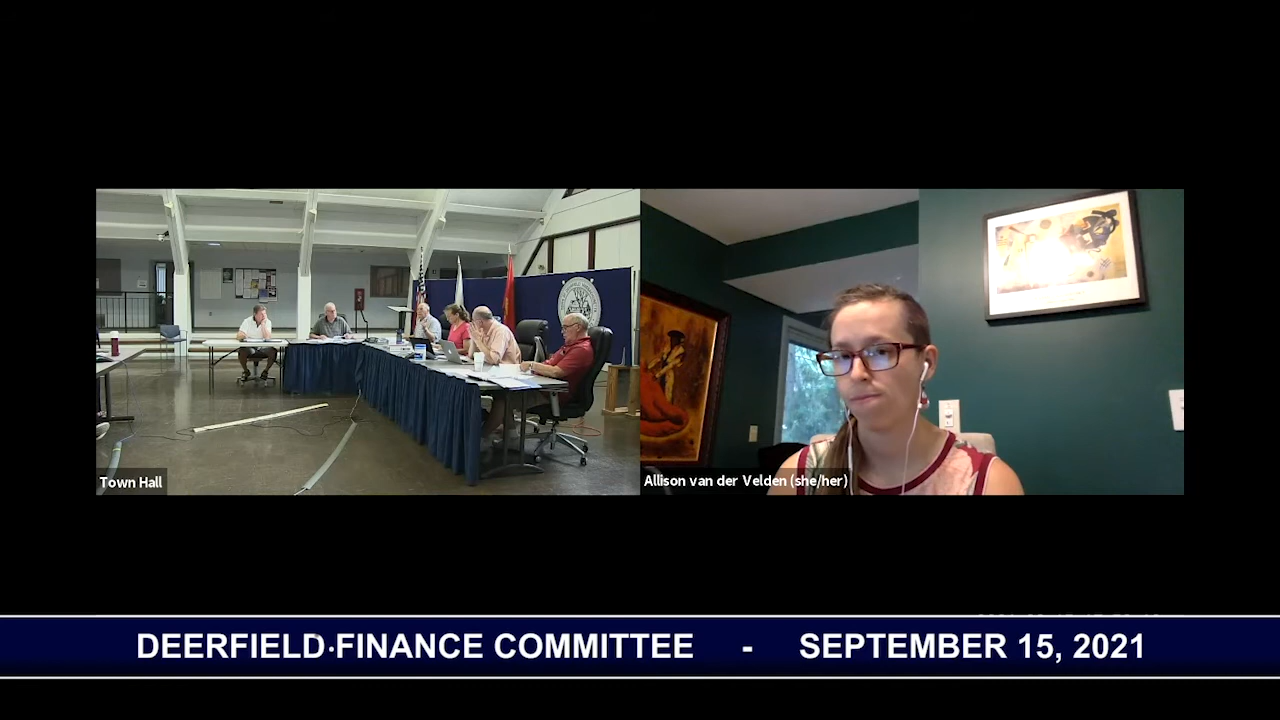 Town Hall
Allison van der Velden (she/her)
DEERFIELD·FINANCE COMMITTEE - SEPTEMBER 15, 2021